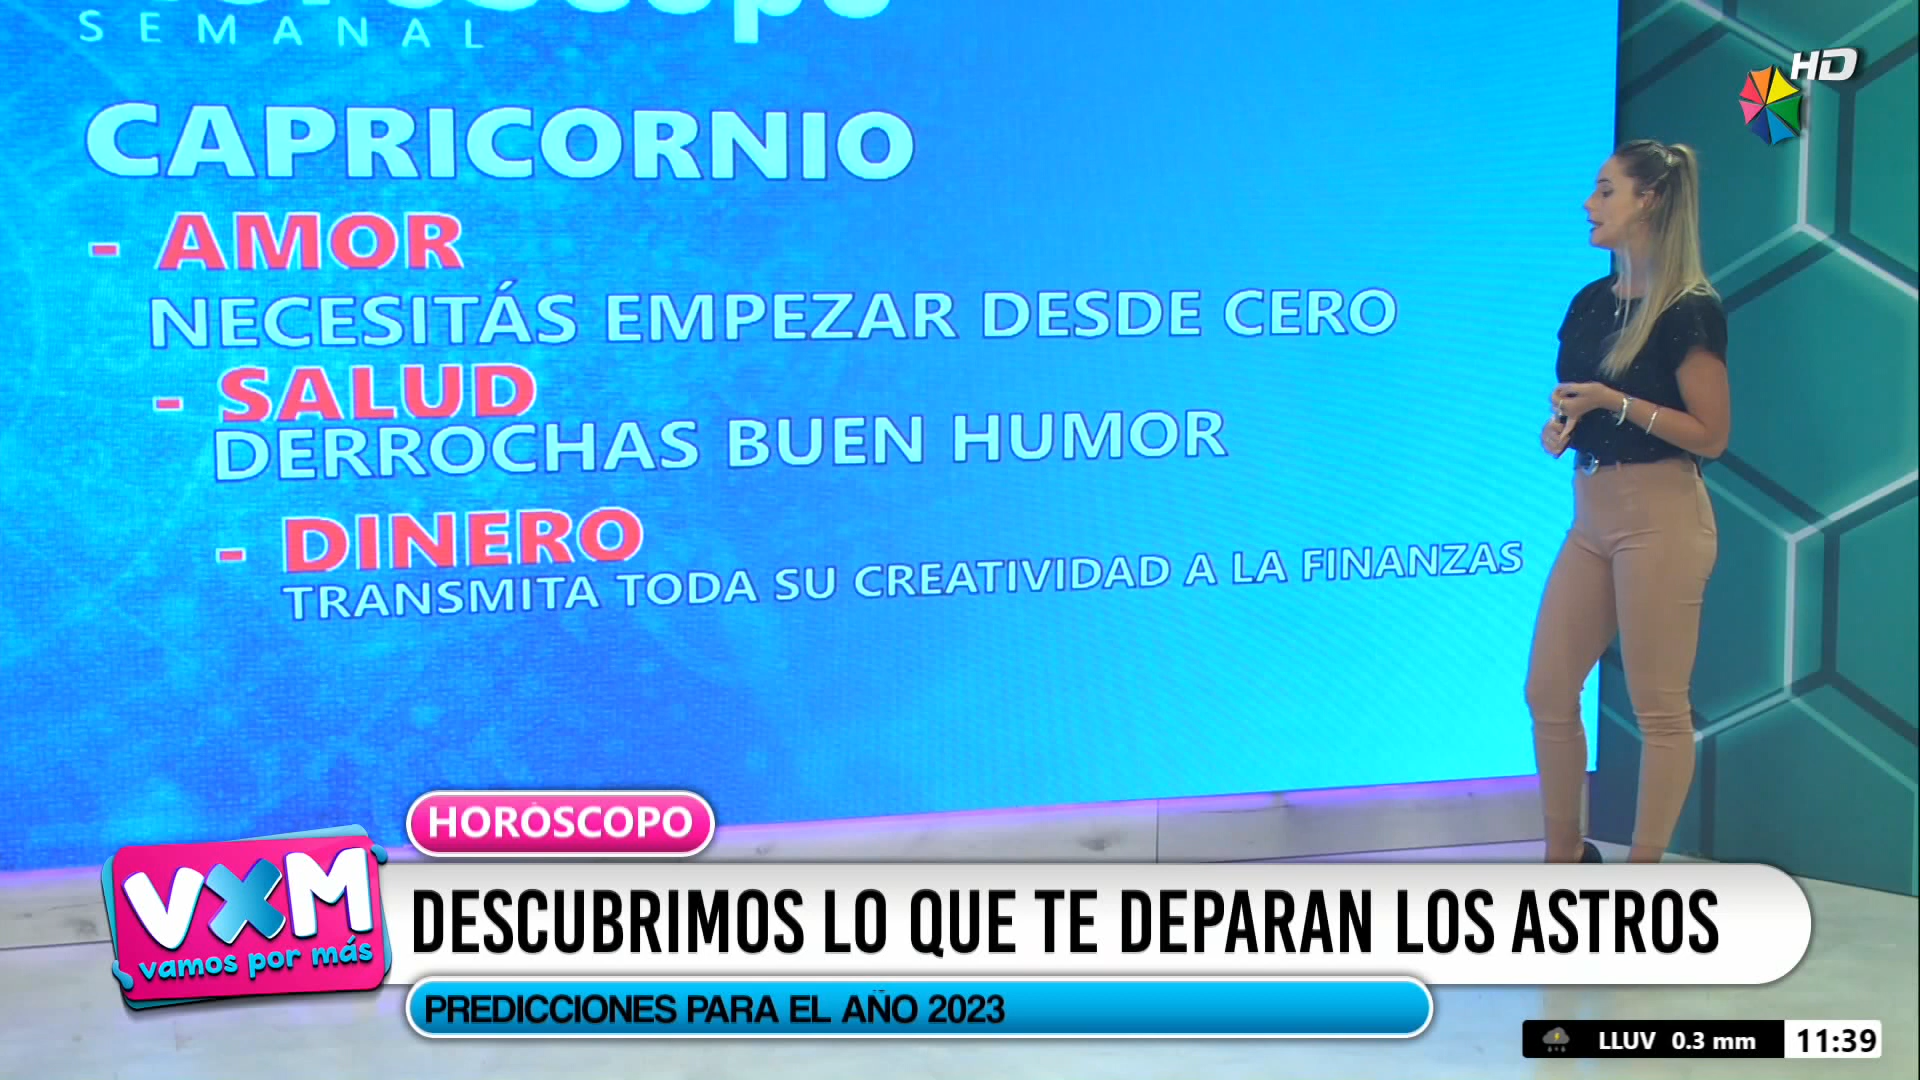 SEMANAL
CAPRICORNIO
- AMOR
NECESITÁS EMPEZAR DESDE CERO
- SALUD
DERROCHAS BUEN HUMOR
- DINERO
TRANSMITA TODA SU CREATIVIDAD A LA FINANZAS
HD
HORÓSCOPO
VXM
vamos por más
DESCUBRIMOS LO QUE TE DEPARAN LOS ASTROS
PREDICCIONES PARA EL AÑO 2023
LLUV 0.3 mm 11:39